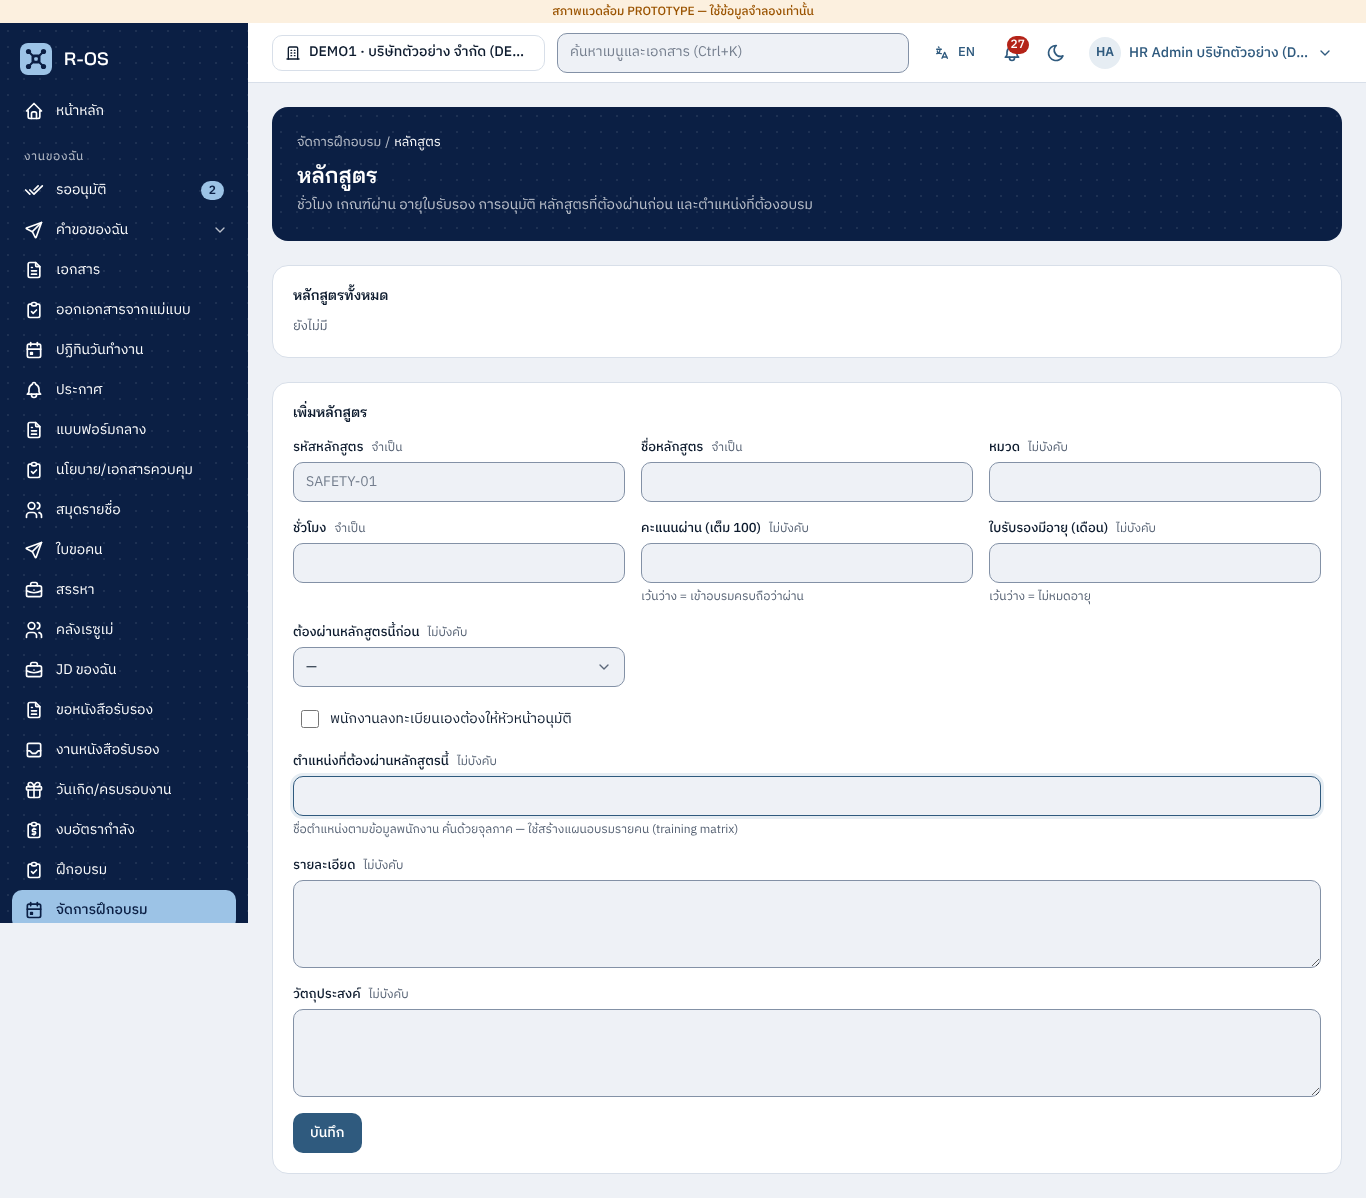 สภาพแวดล้อม PROTOTYPE — ใช้ข้อมูลจำลองเท่านั้น
R-OS
DEMO1 · บริษัทตัวอย่าง จำกัด (DE...
ค้นหาเมนูและเอกสาร (Ctrl+K)
EN
27
HA
HR Admin บริษัทตัวอย่าง (D...
หน้าหลัก
งานของฉัน
รออนุมัติ
2
คำขอของฉัน
เอกสาร
ออกเอกสารจากแม่แบบ
ปฏิทินวันทำงาน
ประกาศ
แบบฟอร์มกลาง
นโยบาย/เอกสารควบคุม
สมุดรายชื่อ
ใบขอคน
สรรหา
คลังเรซูเม่
JD ของฉัน
ขอหนังสือรับรอง
งานหนังสือรับรอง
วันเกิด/ครบรอบงาน
งบอัตรากำลัง
ฝึกอบรม
จัดการฝึกอบรม
จัดการฝึกอบรม / หลักสูตร
หลักสูตร
ชั่วโมง เกณฑ์ผ่าน อายุใบรับรอง การอนุมัติ หลักสูตรที่ต้องผ่านก่อน และตำแหน่งที่ต้องอบรม
หลักสูตรทั้งหมด
ยังไม่มี
เพิ่มหลักสูตร
รหัสหลักสูตร จำเป็น
ชื่อหลักสูตร จำเป็น
หมวด ไม่บังคับ
SAFETY-01
ชั่วโมง จำเป็น
คะแนนผ่าน (เต็ม 100) ไม่บังคับ
ใบรับรองมีอายุ (เดือน) ไม่บังคับ
เว้นว่าง = เข้าอบรมครบถือว่าผ่าน
เว้นว่าง = ไม่หมดอายุ
ต้องผ่านหลักสูตรนี้ก่อน ไม่บังคับ
—
พนักงานลงทะเบียนเองต้องให้หัวหน้าอนุมัติ
ตำแหน่งที่ต้องผ่านหลักสูตรนี้ ไม่บังคับ
ชื่อตำแหน่งตามข้อมูลพนักงาน คั่นด้วยจุลภาค — ใช้สร้างแผนอบรมรายคน (training matrix)
รายละเอียด ไม่บังคับ
วัตถุประสงค์ ไม่บังคับ
บันทึก